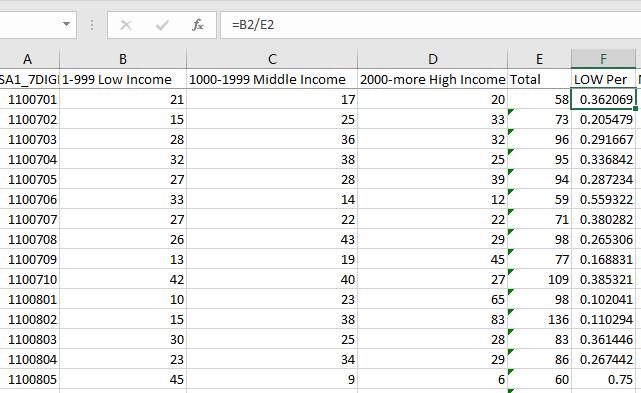 fx =B2/E2
A B C D E F
SA1_7DIGI 1-999 Low Income 1000-1999 Middle Income 2000-more High Income Total LOW Per
1100701 21 17 20 58 0.362069
1100702 15 25 33 73 0.205479
1100703 28 36 32 96 0.291667
1100704 32 38 25 95 0.336842
1100705 27 28 39 94 0.287234
1100706 33 14 12 59 0.559322
1100707 27 22 22 71 0.380282
1100708 26 43 29 98 0.265306
1100709 13 19 45 77 0.168831
1100710 42 40 27 109 0.385321
1100801 10 23 65 98 0.102041
1100802 15 38 83 136 0.110294
1100803 30 25 28 83 0.361446
1100804 23 34 29 86 0.267442
1100805 45 9 6 60 0.75